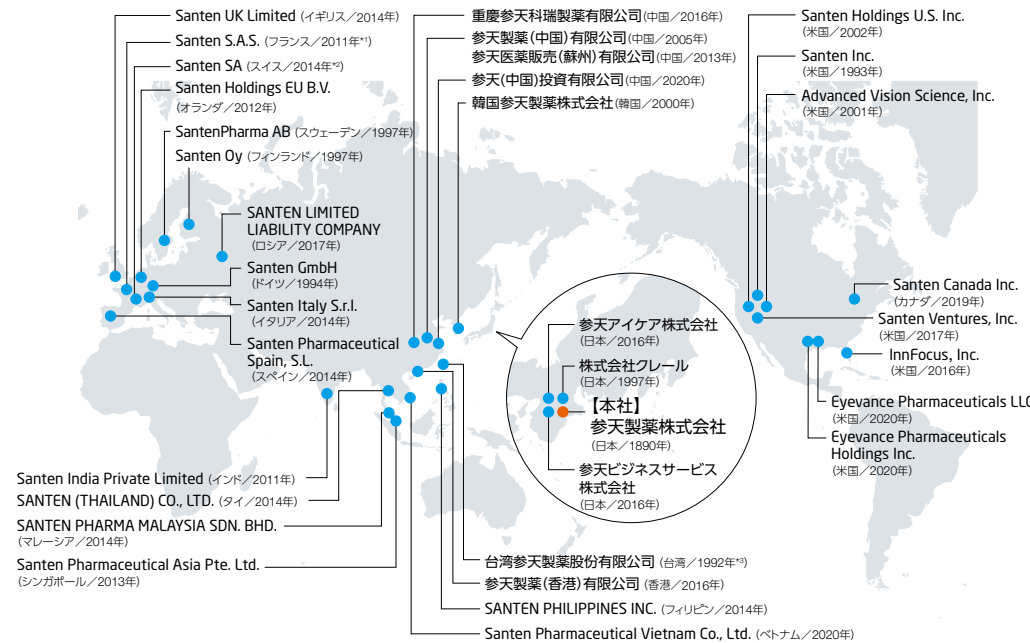 Santen UK Limited (イギリス／2014年)
Santen S.A.S. (フランス／2011年*1)
Santen SA (スイス／2014年*2)
Santen Holdings EU B.V.
(オランダ／2012年)
SantenPharma AB (スウェーデン／1997年)
Santen Oy (フィンランド／1997年)
SANTEN LIMITED
LIABILITY COMPANY
(ロシア／2017年)
Santen GmbH
(ドイツ／1994年)
Santen Italy S.r.l.
(イタリア／2014年)
Santen Pharmaceutical
Spain, S.L.
(スペイン／2014年)
Santen India Private Limited (インド／2011年)
SANTEN (THAILAND) CO., LTD. (タイ／2014年)
SANTEN PHARMA MALAYSIA SDN. BHD.
(マレーシア／2014年)
Santen Pharmaceutical Asia Pte. Ltd.
(シンガポール／2013年)
重慶参天科瑞製薬有限公司(中国／2016年)
参天製薬(中国)有限公司(中国／2005年)
参天医薬販売(蘇州)有限公司(中国／2013年)
参天(中国)投資有限公司(中国／2020年)
韓国参天製薬株式会社(韓国／2000年)
参天アイケア株式会社
(日本／2016年)
株式会社クレール
(日本／1997年)
【本社】
参天製薬株式会社
(日本／1890年)
参天ビジネスサービス
株式会社
(日本／2016年)
台湾参天製薬股份有限公司 (台湾／1992年*3)
参天製薬(香港)有限公司 (香港／2016年)
SANTEN PHILIPPINES INC. (フィリピン／2014年)
Santen Pharmaceutical Vietnam Co., Ltd. (ベトナム／2020年)
Santen Holdings U.S. Inc.
(米国／2002年)
Santen Inc.
(米国／1993年)
Advanced Vision Science, Inc.
(米国／2001年)
Santen Canada Inc.
(カナダ／2019年)
Santen Ventures, Inc.
(米国／2017年)
InnFocus, Inc.
(米国／2016年)
Eyevance Pharmaceuticals LLC
(米国／2020年)
Eyevance Pharmaceuticals
Holdings Inc.
(米国／2020年)